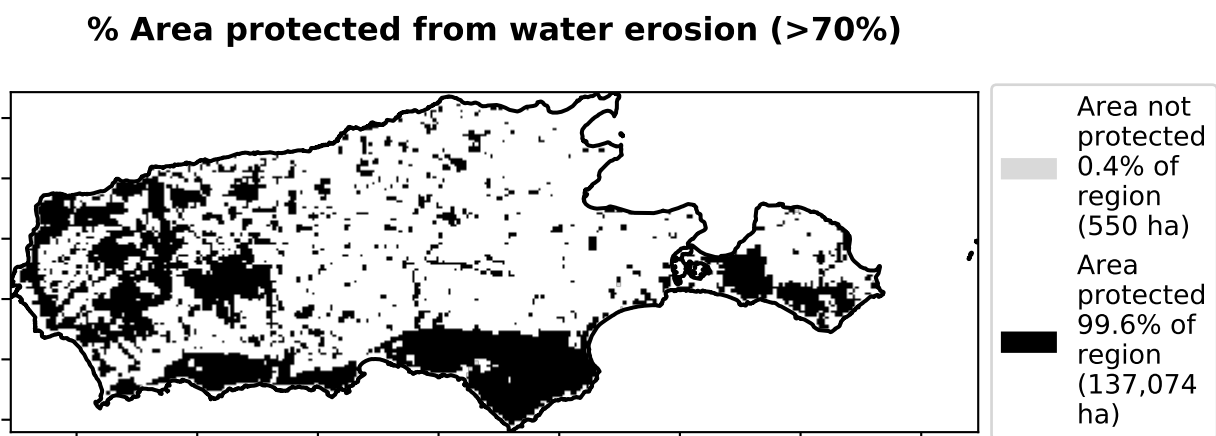 % Area protected from water erosion (>70%)
Area not
protected
0.4% of
region
(550 ha)
Area
protected
99.6% of
region
(137,074
ha)